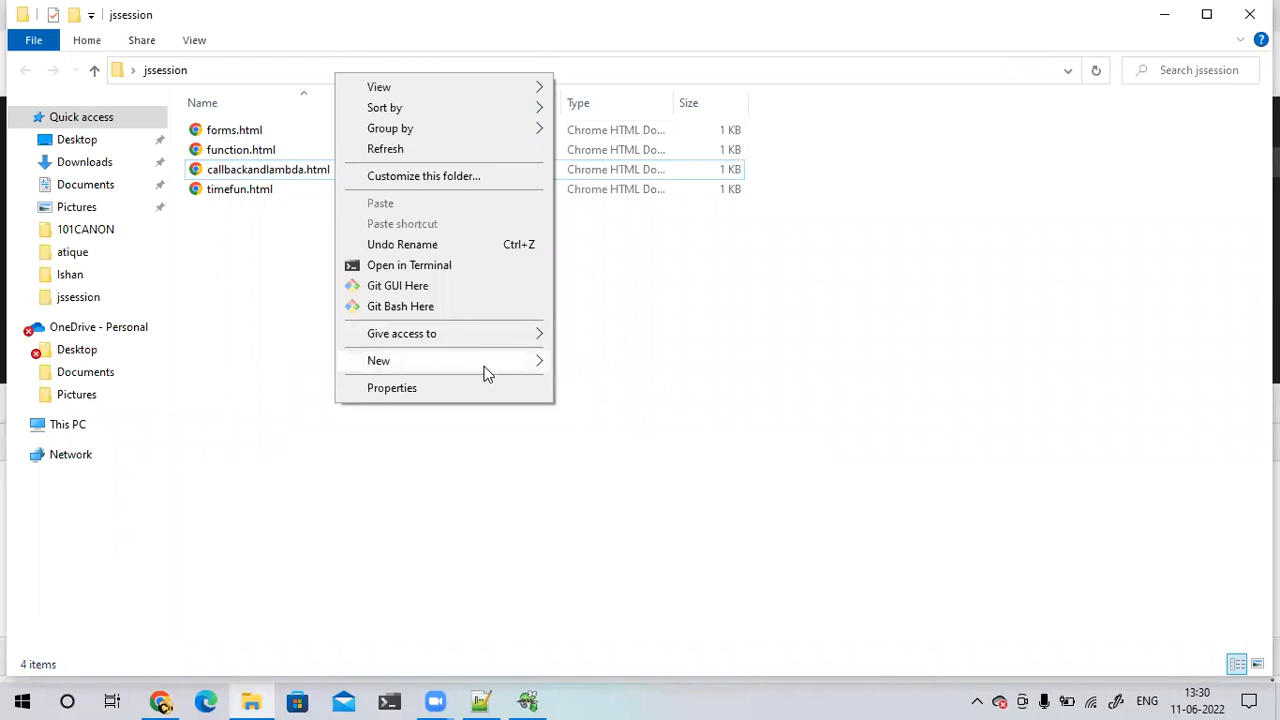 jssession
File Home Share View
jssession
Search jssession
Name Type Size
Quick access
Desktop
Downloads
Documents
Pictures
101CANON
atique
Ishan
jssession
OneDrive - Personal
Desktop
Documents
Pictures
This PC
Network
forms.html Chrome HTML Do... 1 KB
function.html Chrome HTML Do... 1 KB
callbackandlambda.html Chrome HTML Do... 1 KB
timefun.html Chrome HTML Do... 1 KB
View
Sort by
Group by
Refresh
Customize this folder...
Paste
Paste shortcut
Undo Rename Ctrl+Z
Open in Terminal
Git GUI Here
Git Bash Here
Give access to
New
Properties
4 items
ENG
13:30
11-06-2022